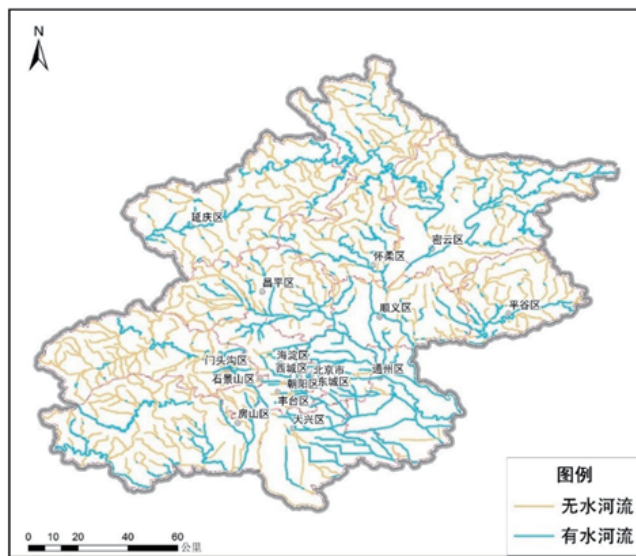 N
延庆区
密云区
怀柔区
昌平区
顺义区
平谷区
门头沟区
海淀区
西城区
北京市
通州区
石景山区
朝阳区
东城区
丰台区
房山区
大兴区
图例
无水河流
有水河流
0 10 20 40 60
公里